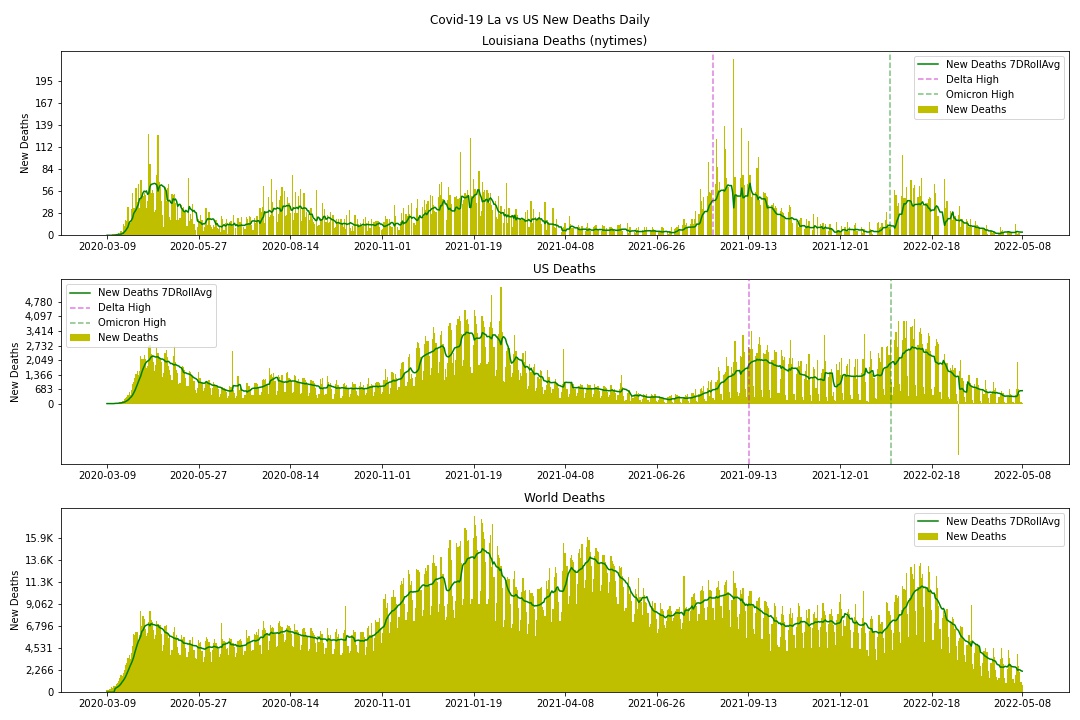 Covid-19 La vs US New Deaths Daily
Louisiana Deaths (nytimes)
New Deaths
195
167
139
112
84
56
28
0
New Deaths 7DRollAvg
Delta High
Omicron High
New Deaths
2020-03-09 2020-05-27 2020-08-14 2020-11-01 2021-01-19 2021-04-08 2021-06-26 2021-09-13 2021-12-01 2022-02-18 2022-05-08
US Deaths
New Deaths
4,780
4,097
3,414
2,732
2,049
1,366
683
0
New Deaths 7DRollAvg
Delta High
Omicron High
New Deaths
2020-03-09 2020-05-27 2020-08-14 2020-11-01 2021-01-19 2021-04-08 2021-06-26 2021-09-13 2021-12-01 2022-02-18 2022-05-08
World Deaths
New Deaths
15.9K
13.6K
11.3K
9,062
6,796
4,531
2,266
0
New Deaths 7DRollAvg
New Deaths
2020-03-09 2020-05-27 2020-08-14 2020-11-01 2021-01-19 2021-04-08 2021-06-26 2021-09-13 2021-12-01 2022-02-18 2022-05-08